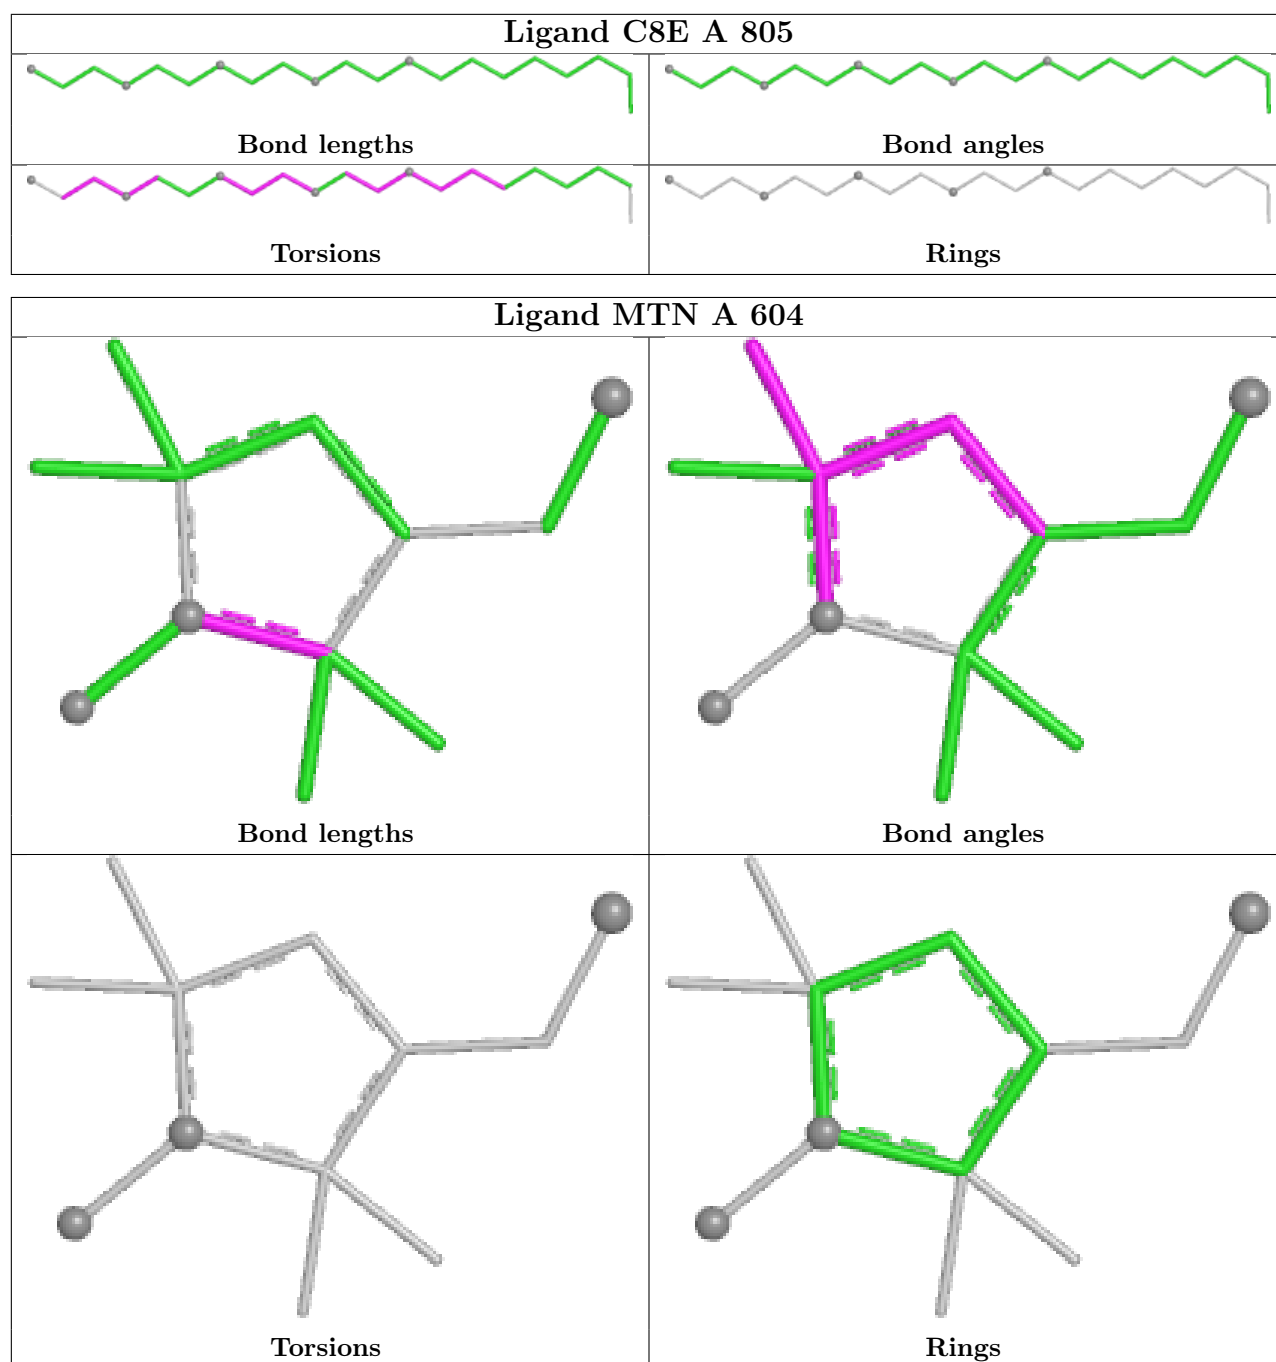 Ligand C8E A 805
Bond lengths
Bond angles
Torsions
Rings
Ligand MTN A 604
Bond lengths
Bond angles
Torsions
Rings